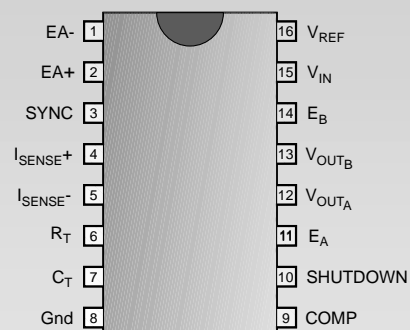 EA- 1 16 VREF
EA+ 2 15 VIN
SYNC 3 14 EB
ISENSE+ 4 13 VOUTB
ISENSE- 5 12 VOUTA
RT 6 11 EA
CT 7 10 SHUTDOWN
Gnd 8 9 COMP